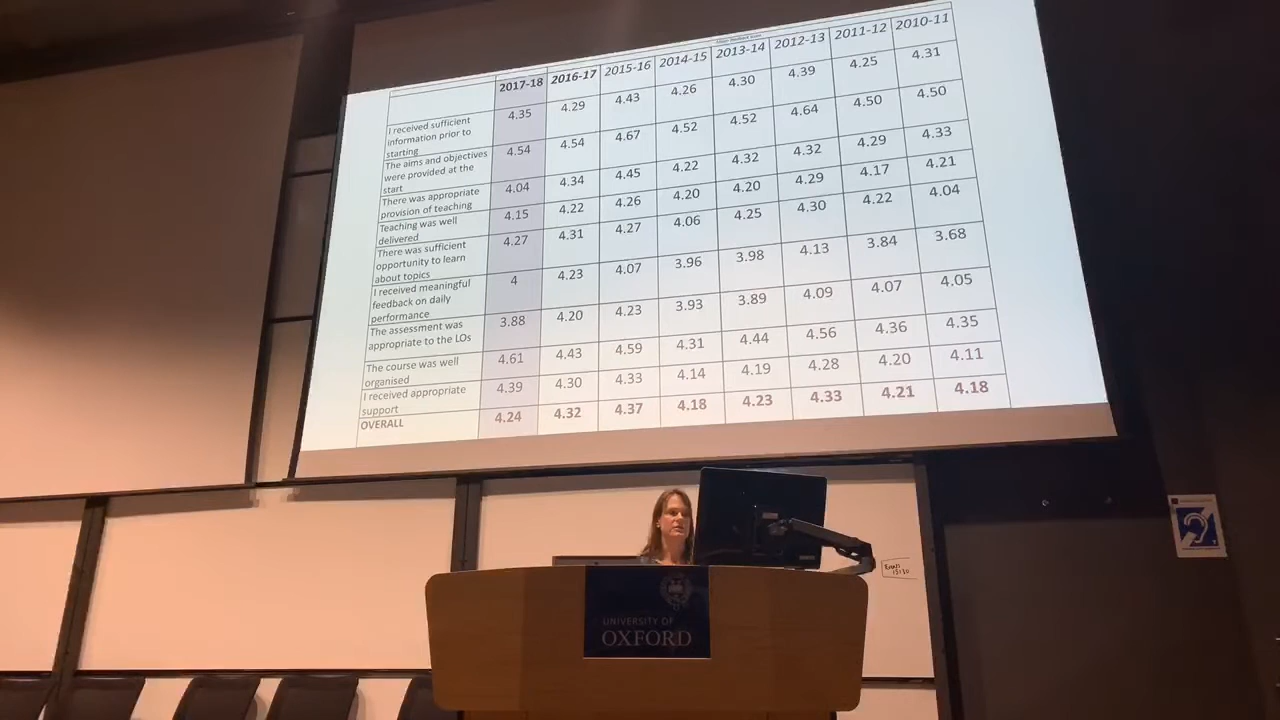 2017-18 2016-17 2015-16 2014-15 2013-14 2012-13 2011-12 2010-11
I received sufficient
information prior to
starting
4.35 4.29 4.43 4.26 4.30 4.39 4.25 4.31
The aims and objectives
were provided at the
start
4.54 4.54 4.67 4.52 4.52 4.64 4.50 4.50
There was appropriate
provision of teaching
4.04 4.34 4.45 4.22 4.32 4.32 4.29 4.33
Teaching was well
delivered
4.15 4.22 4.26 4.20 4.20 4.29 4.17 4.21
There was sufficient
opportunity to learn
about topics
4.27 4.31 4.27 4.06 4.25 4.30 4.22 4.04
I received meaningful
feedback on daily
performance
4 4.23 4.07 3.96 3.98 4.13 3.84 3.68
The assessment was
appropriate to the LOs
3.88 4.20 4.23 3.93 3.89 4.09 4.07 4.05
The course was well
organised
4.61 4.43 4.59 4.31 4.44 4.56 4.36 4.35
I received appropriate
support
4.39 4.30 4.33 4.14 4.19 4.28 4.20 4.11
OVERALL 4.24 4.32 4.37 4.18 4.23 4.33 4.21 4.18
UNIVERSITY OF
OXFORD